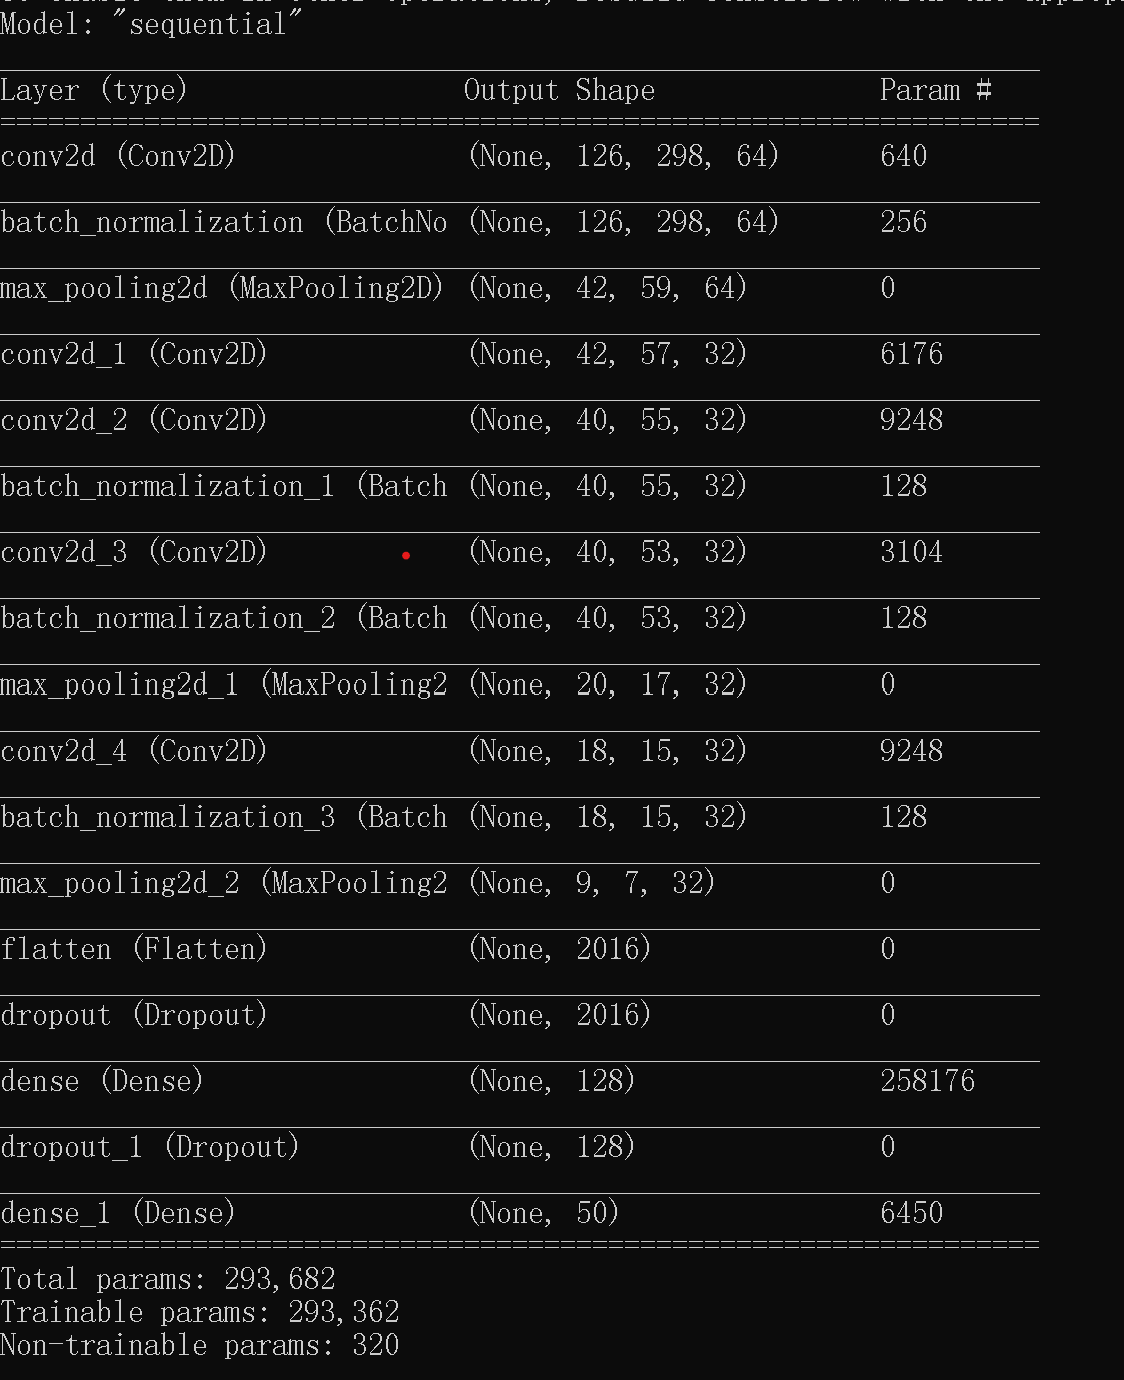 Model: "sequential"
Layer (type) Output Shape Param #
conv2d (Conv2D) (None, 126, 298, 64) 640
batch_normalization (BatchNo (None, 126, 298, 64) 256
max_pooling2d (MaxPooling2D) (None, 42, 59, 64) 0
conv2d_1 (Conv2D) (None, 42, 57, 32) 6176
conv2d_2 (Conv2D) (None, 40, 55, 32) 9248
batch_normalization_1 (Batch (None, 40, 55, 32) 128
conv2d_3 (Conv2D) (None, 40, 53, 32) 3104
batch_normalization_2 (Batch (None, 40, 53, 32) 128
max_pooling2d_1 (MaxPooling2 (None, 20, 17, 32) 0
conv2d_4 (Conv2D) (None, 18, 15, 32) 9248
batch_normalization_3 (Batch (None, 18, 15, 32) 128
max_pooling2d_2 (MaxPooling2 (None, 9, 7, 32) 0
flatten (Flatten) (None, 2016) 0
dropout (Dropout) (None, 2016) 0
dense (Dense) (None, 128) 258176
dropout_1 (Dropout) (None, 128) 0
dense_1 (Dense) (None, 50) 6450
Total params: 293,682
Trainable params: 293,362
Non-trainable params: 320